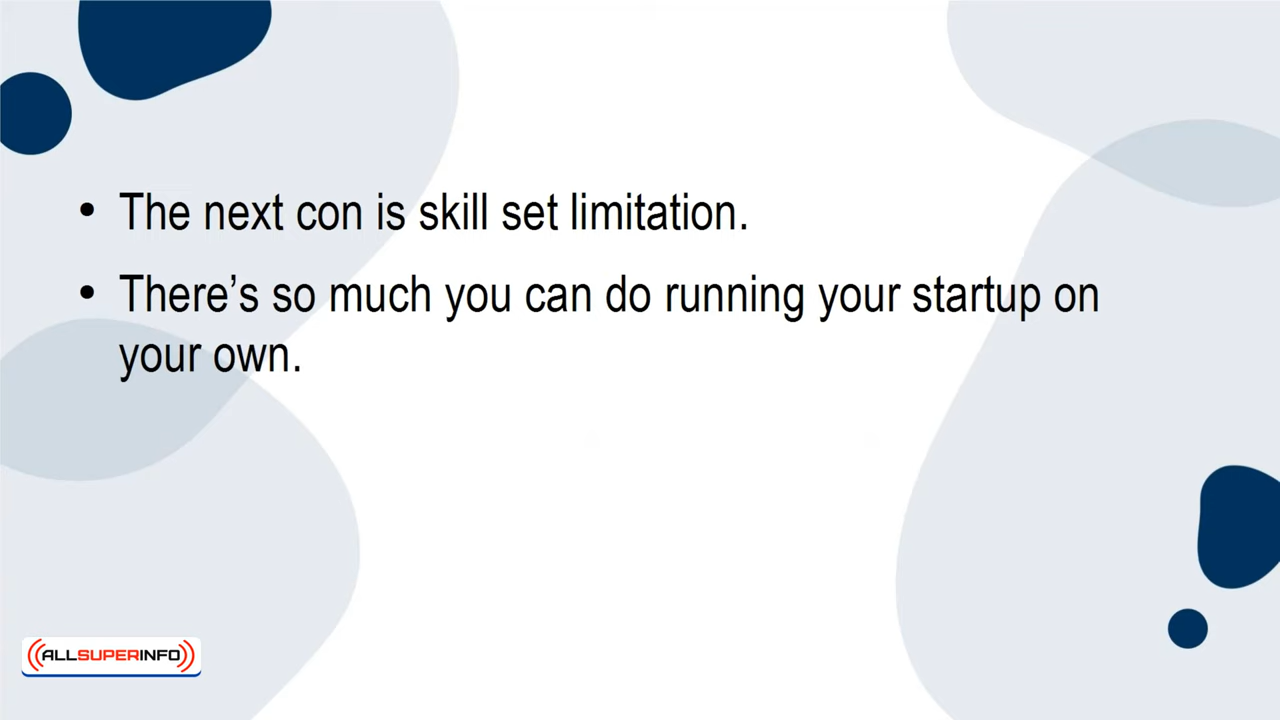 • The next con is skill set limitation.
• There’s so much you can do running your startup on
your own.
ALLSUPERINFO